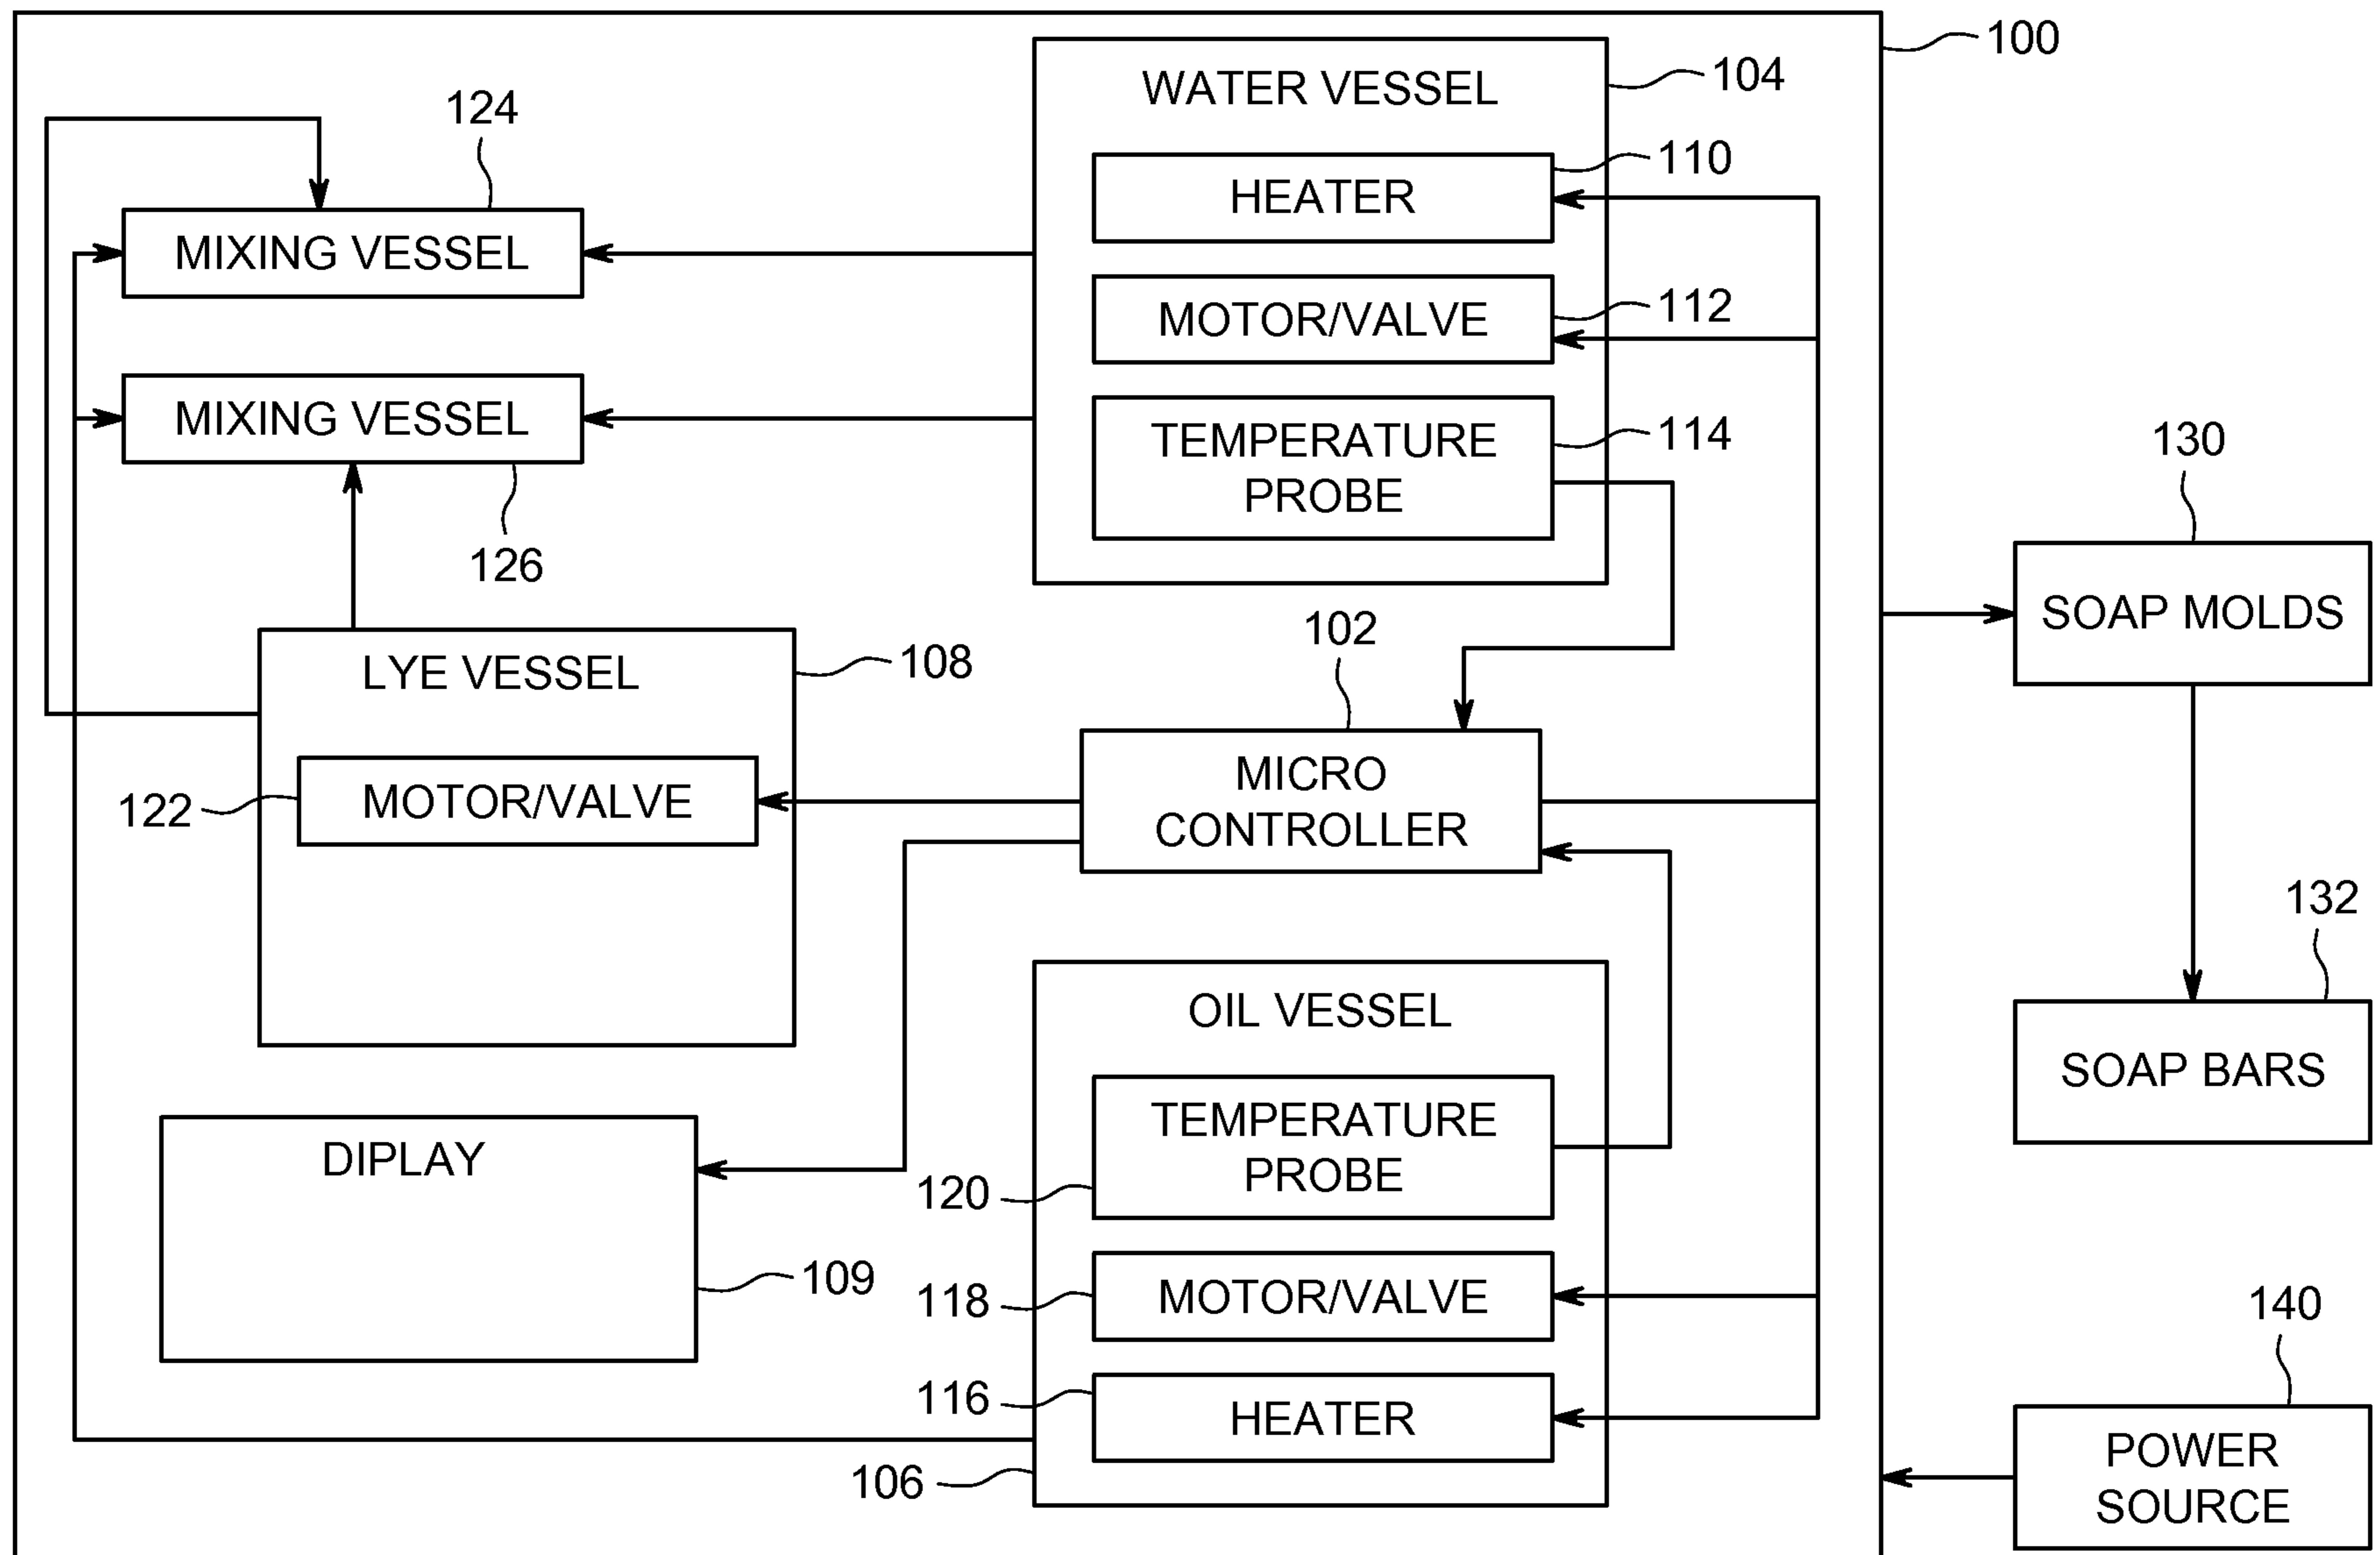 100
WATER VESSEL
104
124
HEATER
110
MIXING VESSEL
MOTOR/VALVE
112
MIXING VESSEL
126
TEMPERATURE
PROBE
114
130
SOAP MOLDS
LYE VESSEL
108
102
MOTOR/VALVE
122
MICRO
CONTROLLER
132
SOAP BARS
OIL VESSEL
DIPLAY
109
TEMPERATURE
PROBE
120
118
MOTOR/VALVE
116
HEATER
106
140
POWER
SOURCE